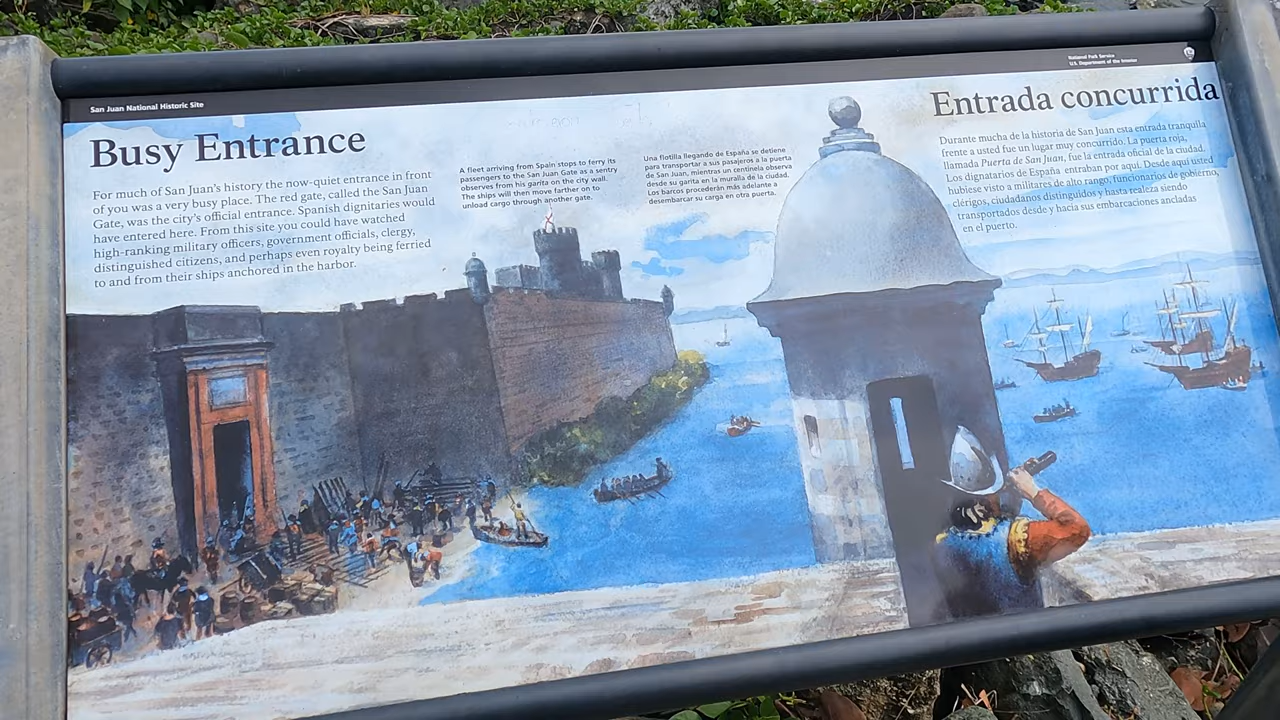 San Juan National Historic Site
National Park Service
U.S. Department of the Interior
Busy Entrance
For much of San Juan's history the now-quiet entrance in front
of you was a very busy place. The red gate, called the San Juan
Gate, was the city's official entrance. Spanish dignitaries would
have entered here. From this site you could have watched
high-ranking military officers, government officials, clergy,
distinguished citizens, and perhaps even royalty being ferried
to and from their ships anchored in the harbor.
A fleet arriving from Spain stops to ferry its
passengers to the San Juan Gate as a sentry
observes from his garita on the city wall.
The ships will then move farther on to
unload cargo through another gate.
Una flotilla llegando de España se detiene
para transportar a sus pasajeros a la puerta
de San Juan, mientras un centinela observa
desde su garita en la muralla de la ciudad.
Los barcos procederán más adelante a
desembarcar su carga en otra puerta.
Entrada concurrida
Durante mucha de la historia de San Juan esta entrada tranquila
frente a usted fue un lugar muy concurrido. La puerta roja,
llamada Puerta de San Juan, fue la entrada oficial de la ciudad.
Los dignatarios de España entraban por aquí. Desde aquí usted
hubiese visto a militares de alto rango, funcionarios de gobierno,
clérigos, ciudadanos distinguidos y hasta realeza siendo
transportados desde y hacia sus embarcaciones ancladas
en el puerto.